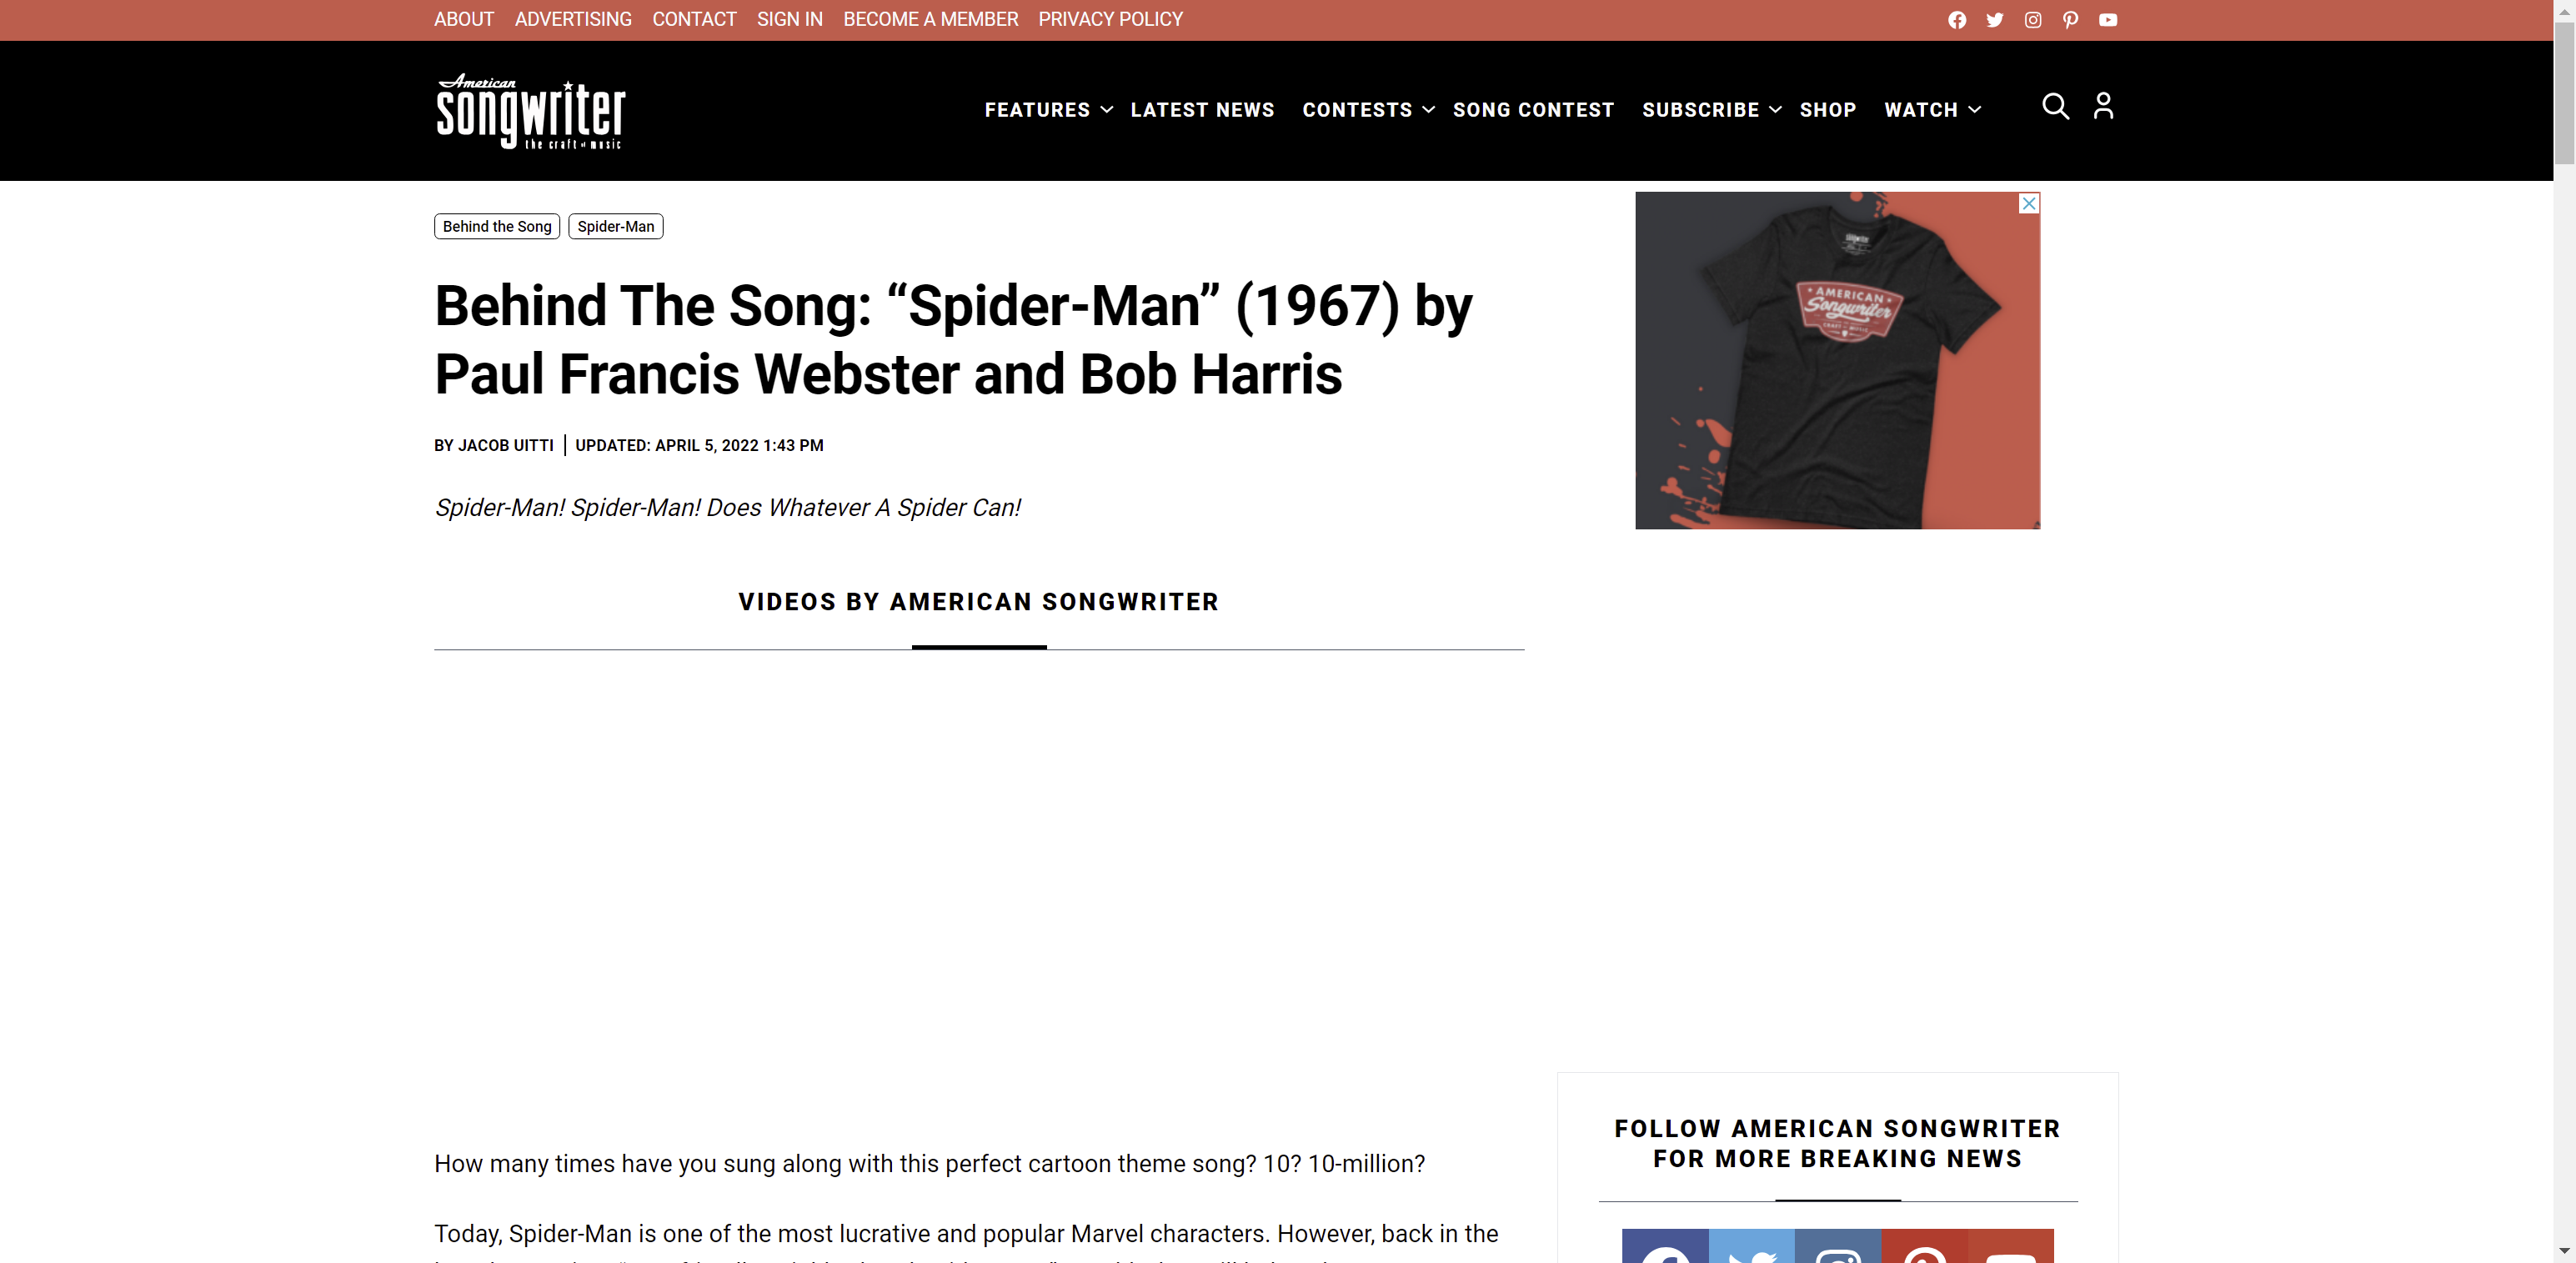 ABOUT ADVERTISING CONTACT SIGN IN BECOME A MEMBER PRIVACY POLICY
American
songwriter
the craft of music
FEATURES LATEST NEWS CONTESTS SONG CONTEST SUBSCRIBE SHOP WATCH
Behind the Song Spider-Man
Behind The Song: “Spider-Man” (1967) by
Paul Francis Webster and Bob Harris
BY JACOB UITTI UPDATED: APRIL 5, 2022 1:43 PM
Spider-Man! Spider-Man! Does Whatever A Spider Can!
AMERICAN
Songwriter
CRAFT OF MUSIC
VIDEOS BY AMERICAN SONGWRITER
How many times have you sung along with this perfect cartoon theme song? 10? 10-million?
Today, Spider-Man is one of the most lucrative and popular Marvel characters. However, back in the
FOLLOW AMERICAN SONGWRITER
FOR MORE BREAKING NEWS